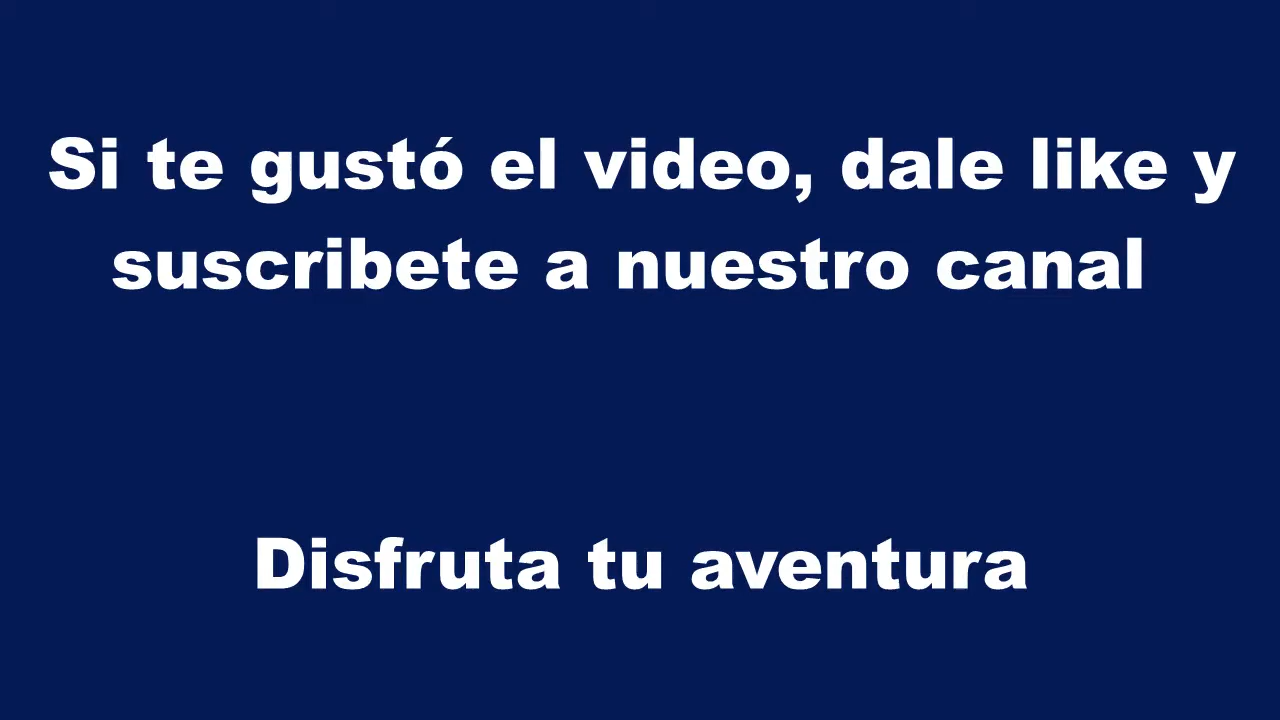 Si te gustó el video, dale like y
suscribete a nuestro canal
Disfruta tu aventura